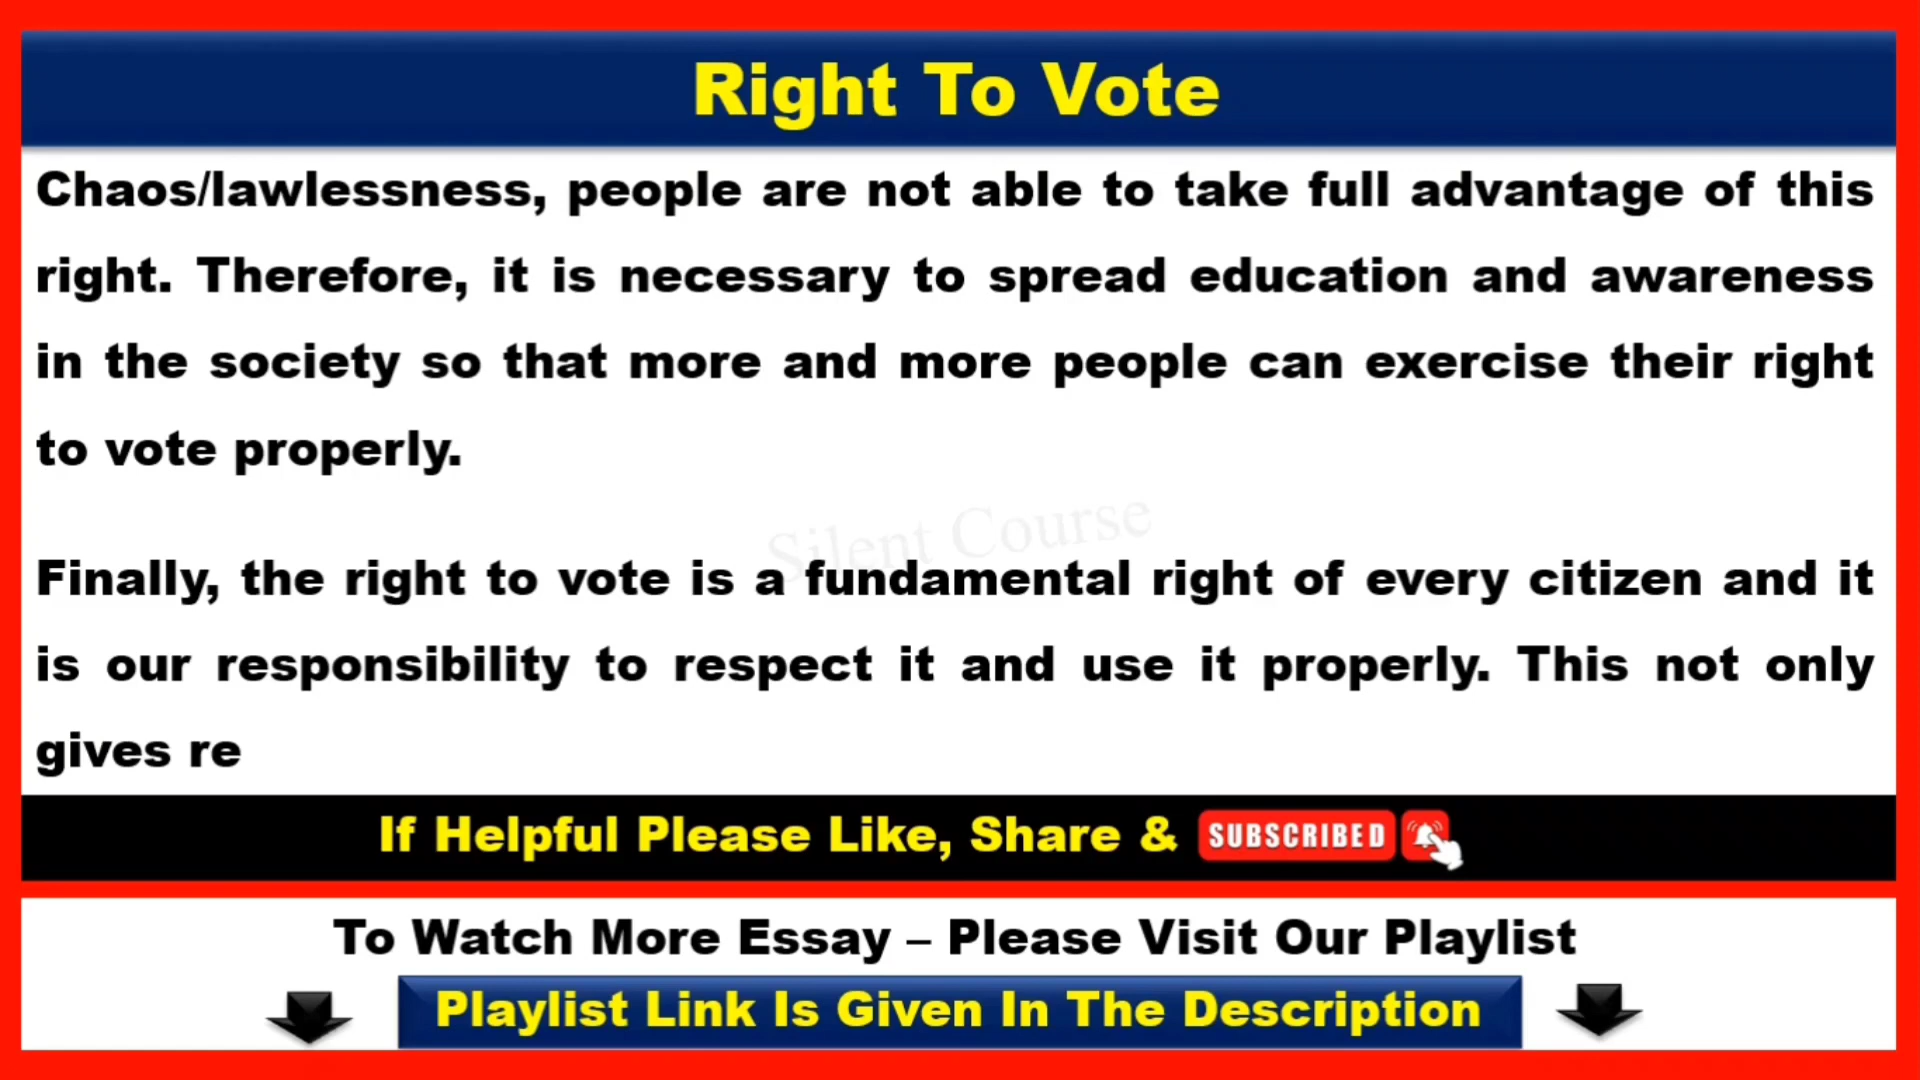 Right To Vote
Chaos/lawlessness, people are not able to take full advantage of this
right. Therefore, it is necessary to spread education and awareness
in the society so that more and more people can exercise their right
to vote properly.
Silent Course
Finally, the right to vote is a fundamental right of every citizen and it
is our responsibility to respect it and use it properly. This not only
gives re
If Helpful Please Like, Share & SUBSCRIBED
To Watch More Essay – Please Visit Our Playlist
Playlist Link Is Given In The Description